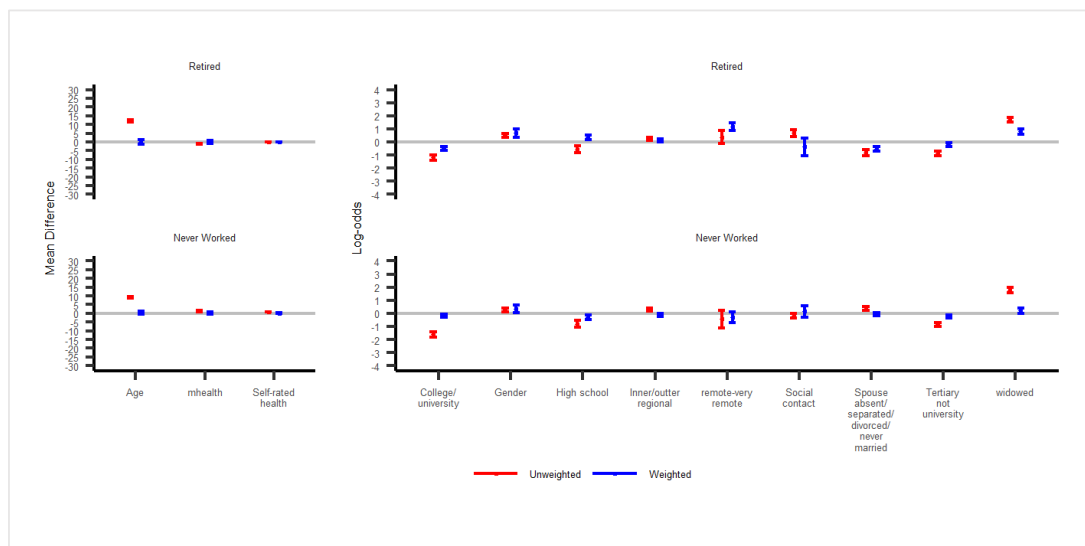 Retired
Retired
30
25
20
15
10
5
0
-5
-10
-15
-20
-25
-30
4
3
2
1
0
-1
-2
-3
-4
Mean Difference
Log-odds
Never Worked
Never Worked
30
25
20
15
10
5
0
-5
-10
-15
-20
-25
-30
4
3
2
1
0
-1
-2
-3
-4
Age
mhealth
Self-rated
health
College/
university
Gender
High school
Inner/outter
regional
remote-very
remote
Social
contact
Spouse
absent/
separated/
divorced/
never
married
Tertiary
not
university
widowed
Unweighted
Weighted